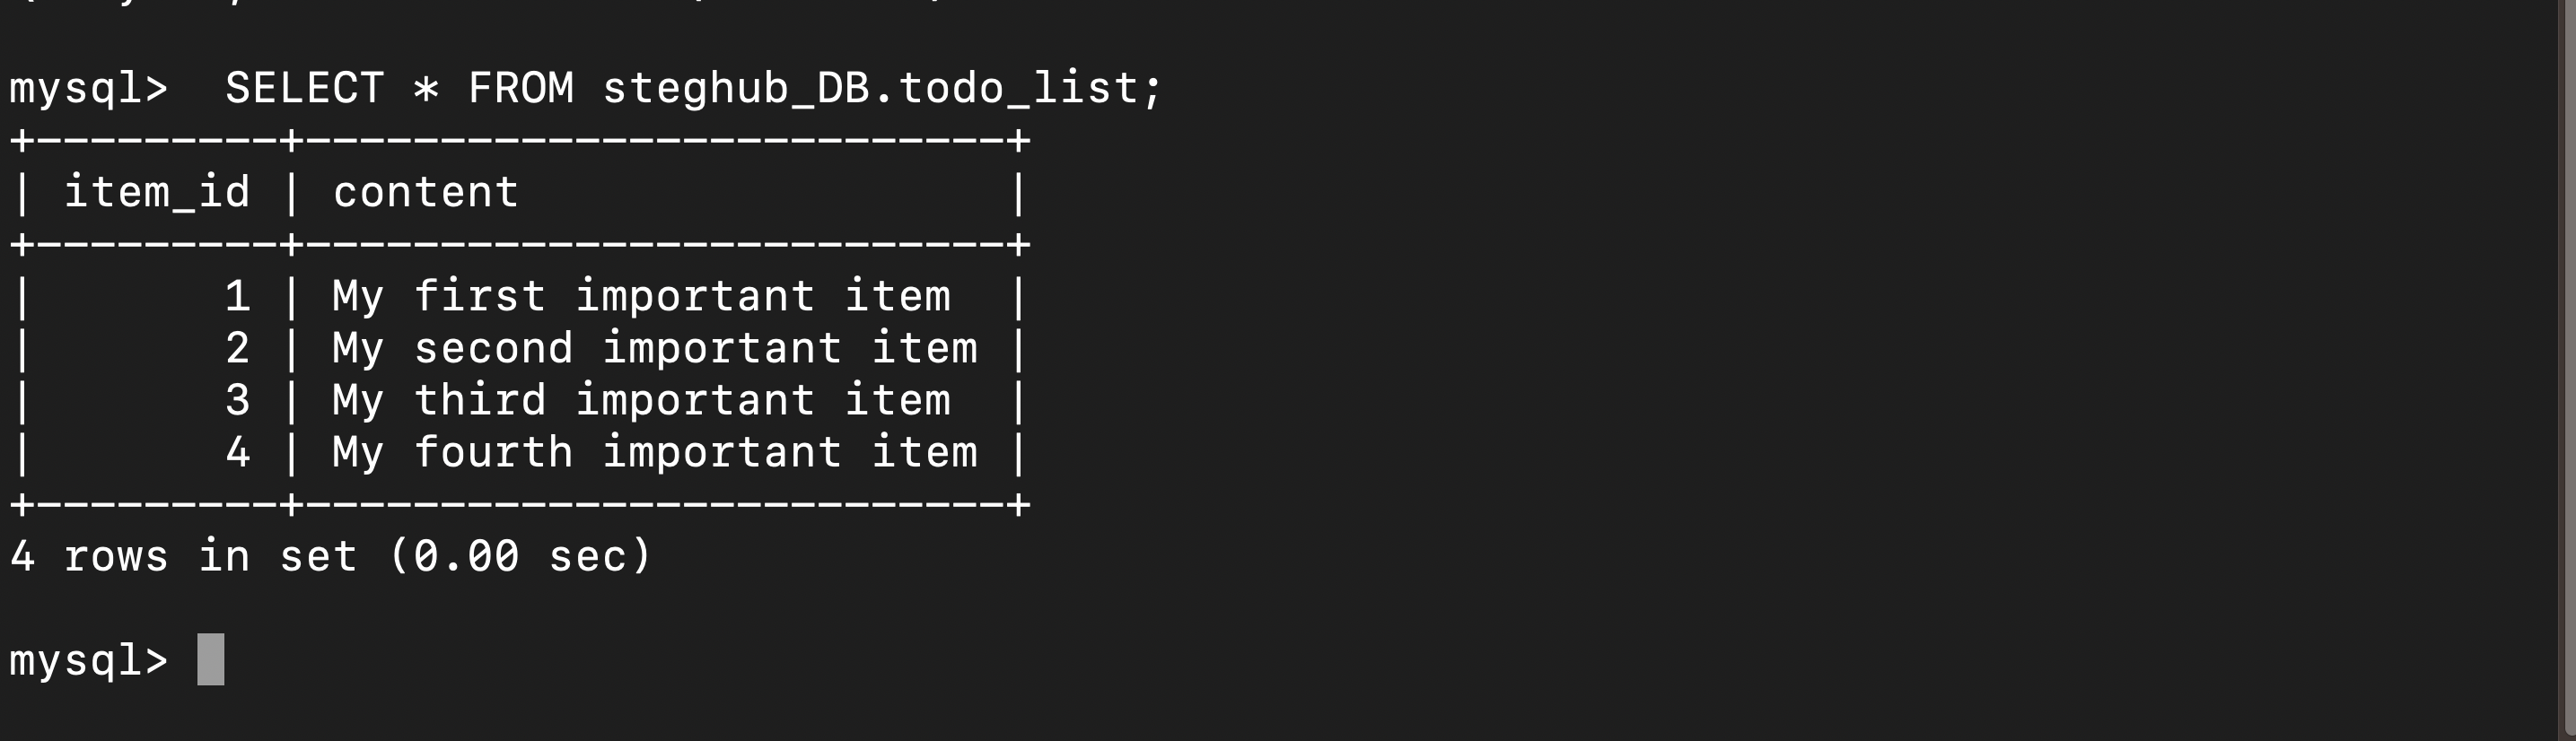 mysql>  SELECT * FROM steghub_DB.todo_list;
+---------+--------------------------+
| item_id | content                  |
+---------+--------------------------+
|       1 | My first important item  |
|       2 | My second important item |
|       3 | My third important item  |
|       4 | My fourth important item |
+---------+--------------------------+
4 rows in set (0.00 sec)
mysql>